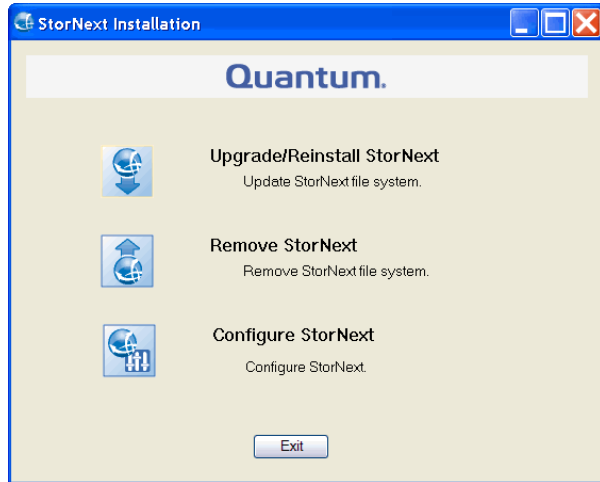 StorNext Installation
Quantum.
Upgrade/Reinstall StorNext
Update StorNext file system.
Remove StorNext
Remove StorNext file system.
Configure StorNext
Configure StorNext.
Exit